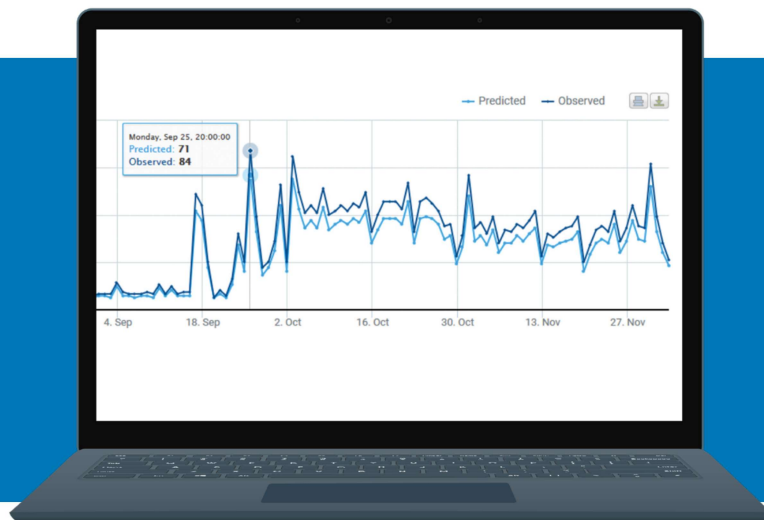 Predicted
Observed
Monday, Sep 25, 20:00:00
Predicted: 71
Observed: 84
4. Sep
18. Sep
2. Oct
16. Oct
30. Oct
13. Nov
27. Nov